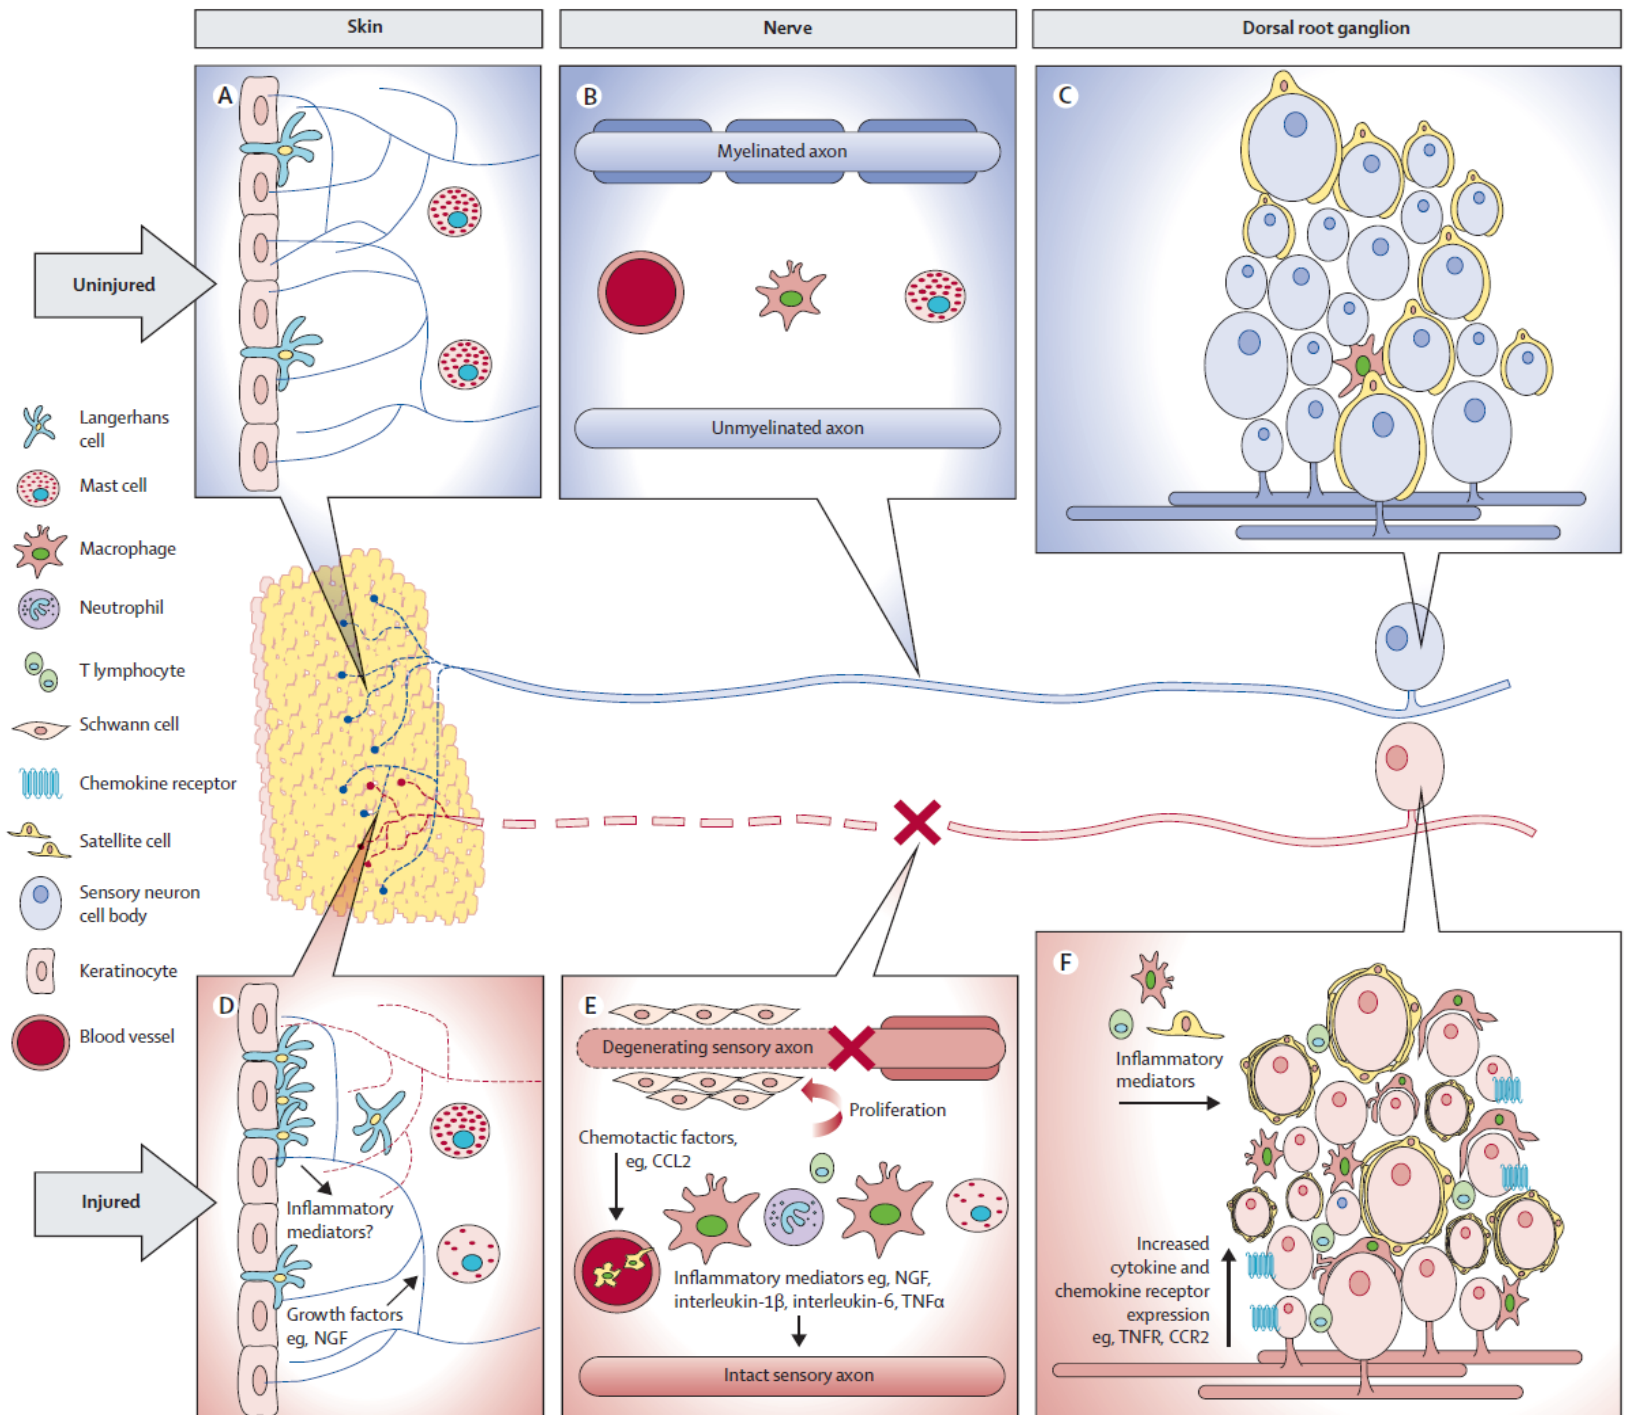 Skin
Nerve
Dorsal root ganglion
Uninjured
A
B
Myelinated axon
Unmyelinated axon
C
Langerhans
cell
Mast cell
Macrophage
Neutrophil
T lymphocyte
Schwann cell
Chemokine receptor
Satellite cell
Sensory neuron
cell body
Keratinocyte
Blood vessel
Injured
D
Inflammatory
mediators?
Growth factors
eg, NGF
E
Degenerating sensory axon
Proliferation
Chemotactic factors,
eg, CCL2
Inflammatory mediators eg, NGF,
interleukin-1β, interleukin-6, TNFα
Intact sensory axon
F
Inflammatory
mediators
Increased
cytokine and
chemokine receptor
expression
eg, TNFR, CCR2